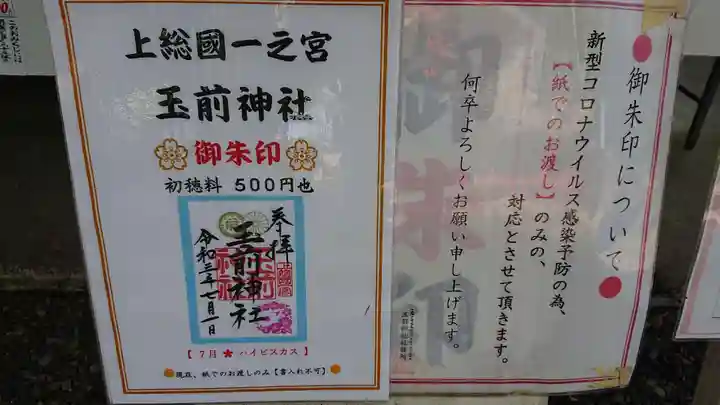 上総國一之宮
玉前神社
御朱印
初穂料 500円也
奉拝
玉前神社
令和三年七月一日
【7月 ハイビスカス】
現在、紙でのお渡しのみ【書入れ不可】
御朱印について
新型コロナウイルス感染予防の為、
【紙でのお渡し】のみの、
対応とさせて頂きます。
何卒よろしくお願い申し上げます。
御朱印